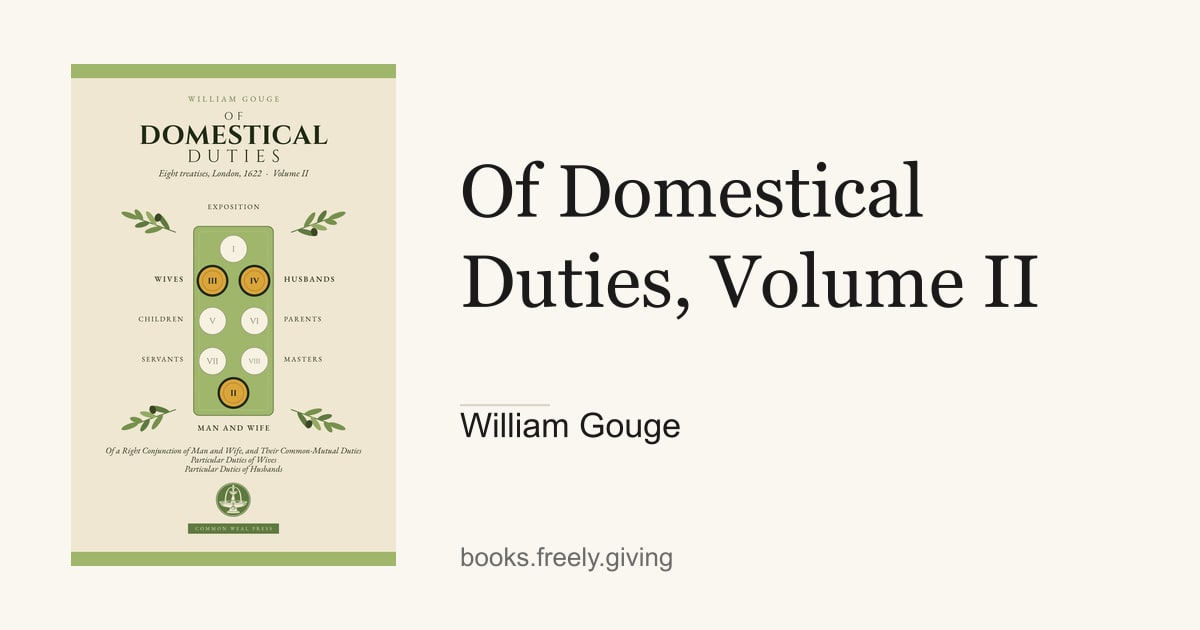 WILLIAM GOUGE
OF
DOMESTICAL
DUTIES
Eight treatises, London, 1622 · Volume II
EXPOSITION
I
WIVES III IV HUSBANDS
CHILDREN V VI PARENTS
SERVANTS VII VIII MASTERS
II
MAN AND WIFE
Of a Right Conjunction of Man and Wife, and Their Common-Mutual Duties
Particular Duties of Wives
Particular Duties of Husbands
COMMON WEAL PRESS
Of Domestical
Duties, Volume II
William Gouge
books.freely.giving